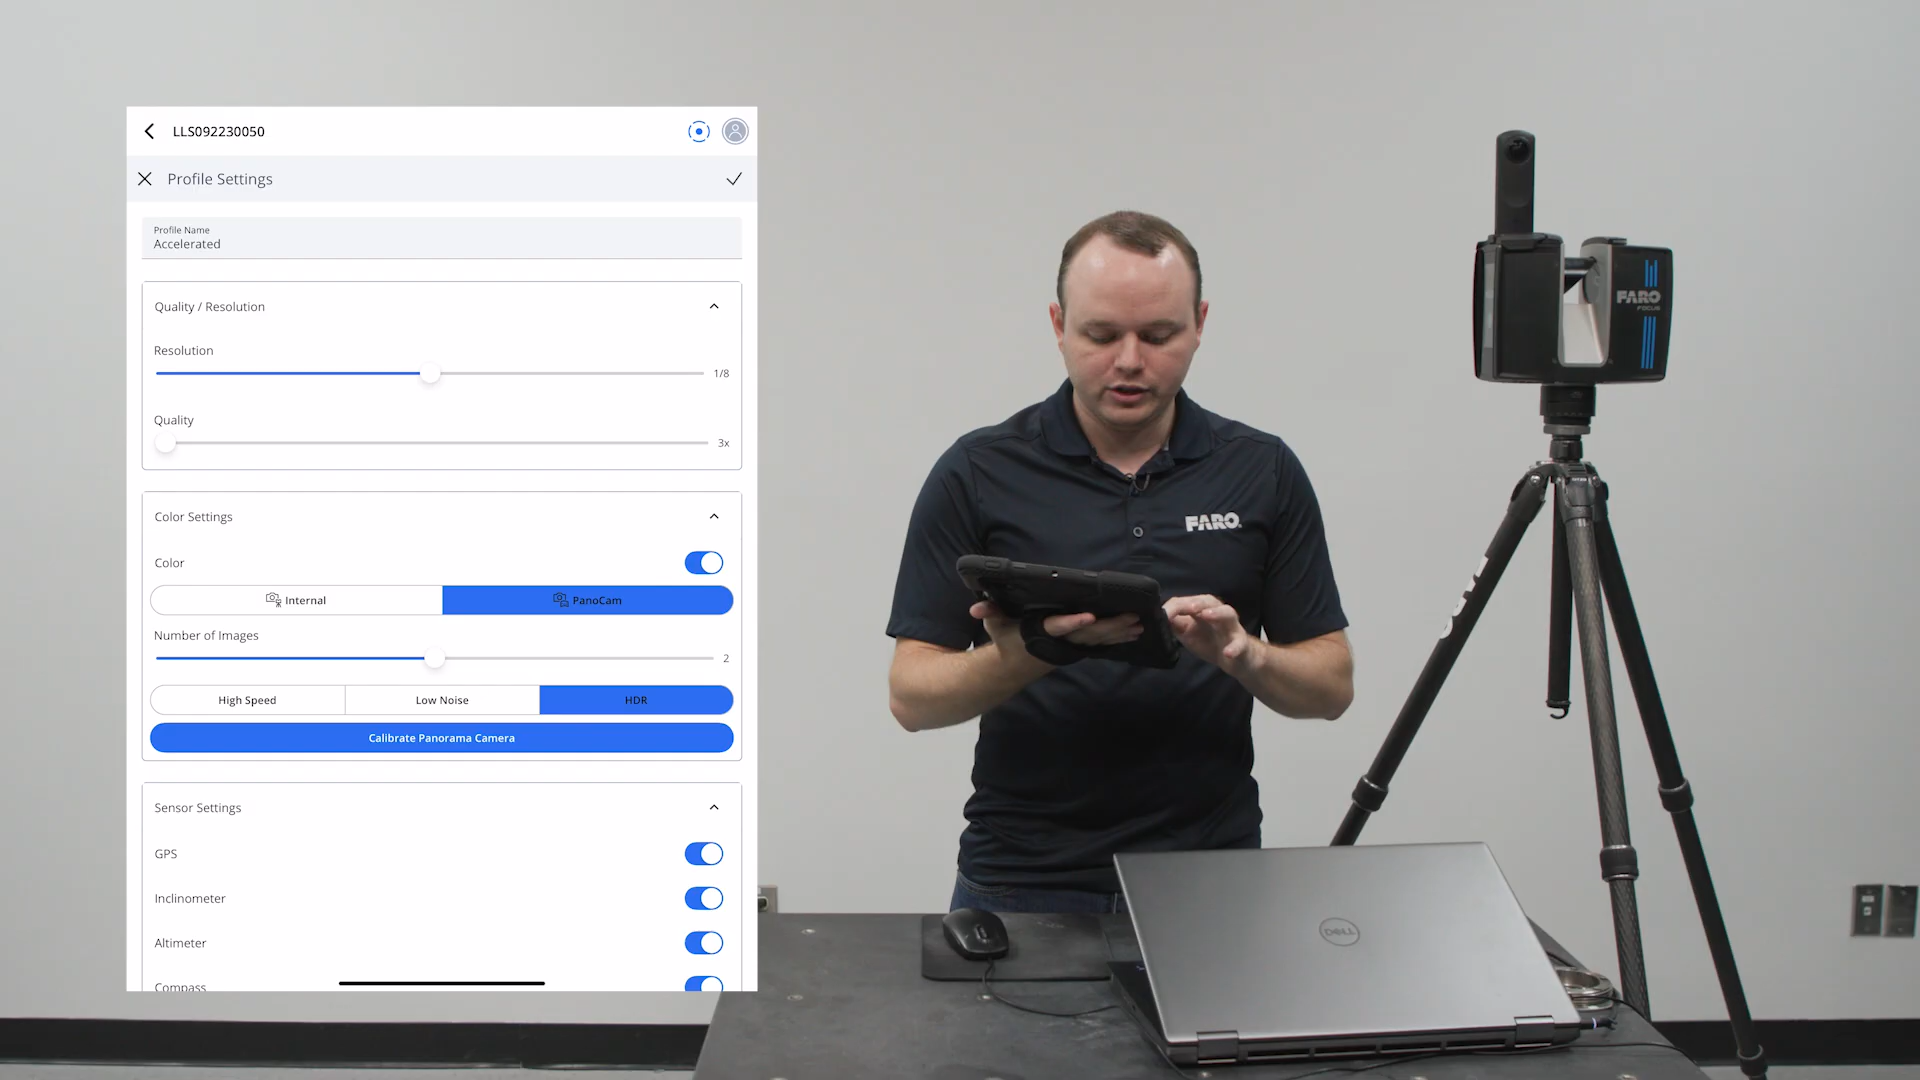 LLS092230050
Profile Settings
Profile Name
Accelerated
Quality / Resolution
Resolution
1/8
Quality
3x
Color Settings
Color
Internal
PanoCam
Number of Images
2
High Speed
Low Noise
HDR
Calibrate Panorama Camera
Sensor Settings
GPS
Inclinometer
Altimeter
Compass
FARO
FOCUS
FARO
DELL